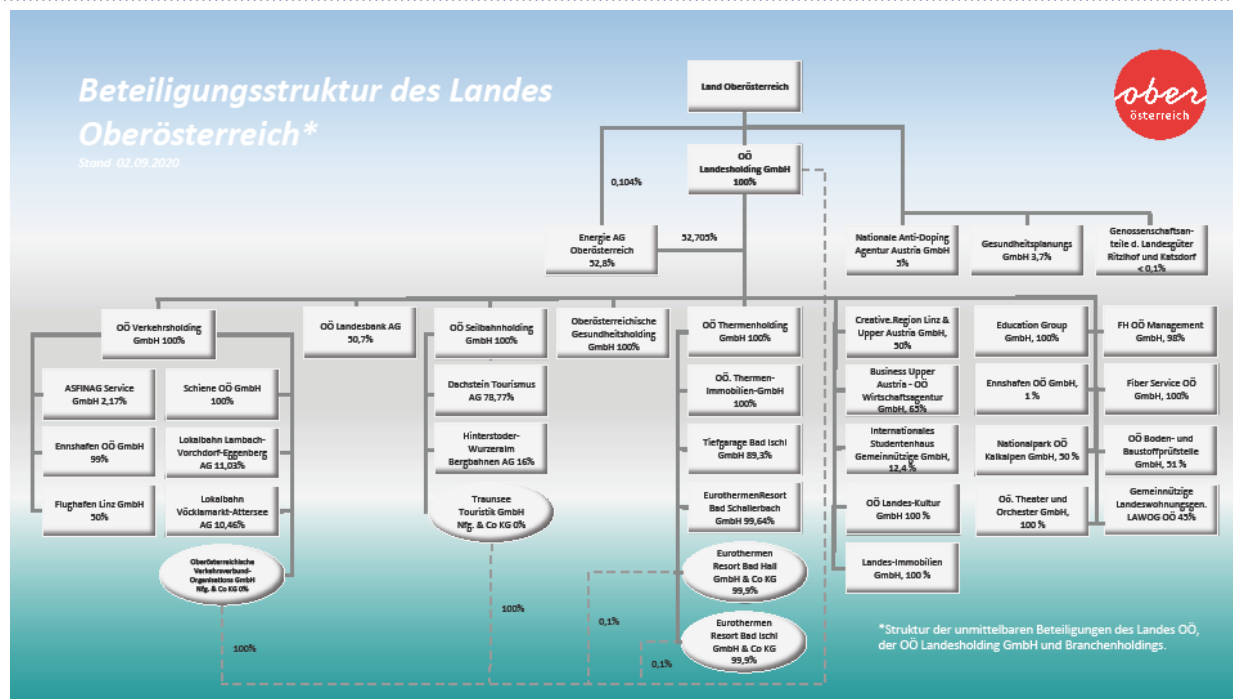 Beteiligungsstruktur des Landes
Oberösterreich*
Stand 02.09.2020
Land Oberösterreich
ober
österreich
OÖ
Landesholding GmbH
100%
0,104%
Energie AG
Oberösterreich
52,8%
52,705%
Nationale Anti-Doping
Agentur Austria GmbH
5%
Gesundheitsplanungs
GmbH 3,7%
Genossenschaftsan-
teile d. Landesgüter
Ritzlhof und Katsdorf
< 0,1%
OÖ Verkehrsholding
GmbH 100%
OÖ Landesbank AG
50,7%
OÖ Seilbahnholding
GmbH 100%
Oberösterreichische
Gesundheitsholding
GmbH 100%
OÖ Thermenholding
GmbH 100%
Creative.Region Linz &
Upper Austria GmbH,
50%
Education Group
GmbH, 100%
FH OÖ Management
GmbH, 98%
ASFINAG Service
GmbH 2,17%
Schiene OÖ GmbH
100%
Dachstein Tourismus
AG 78,77%
OÖ. Thermen-
Immobilien-GmbH
100%
Business Upper
Austria - OÖ
Wirtschaftsagentur
GmbH, 65%
Ennshafen OÖ GmbH,
1 %
Fiber Service OÖ
GmbH, 100%
Ennshafen OÖ GmbH
99%
Lokalbahn Lambach-
Vorchdorf-Eggenberg
AG 11,03%
Hinterstoder-
Wurzeralm
Bergbahnen AG 16%
Tiefgarage Bad Ischl
GmbH 89,3%
Internationales
Studentenhaus
Gemeinnützige GmbH,
12,4 %
Nationalpark OÖ
Kalkalpen GmbH, 50 %
OÖ Boden- und
Baustoffprüfstelle
GmbH, 51 %
Flughafen Linz GmbH
50%
Lokalbahn
Vöcklamarkt-Attersee
AG 10,46%
Traunsee
Touristik GmbH
Nfg. & Co KG 0%
EurothermenResort
Bad Schallerbach
GmbH 99,64%
OÖ Landes-Kultur
GmbH 100 %
Oö. Theater und
Orchester GmbH,
100 %
Gemeinnützige
Landeswohnungsgen.
LAWOG OÖ 45%
Oberösterreichische
Verkehrsverbund-
Organisations GmbH
Nfg. & Co KG 0%
Eurothermen
Resort Bad Hall
GmbH & Co KG
99,9%
Landes-Immobilien
GmbH, 100 %
100%
0,1%
Eurothermen
Resort Bad Ischl
GmbH & Co KG
99,9%
100%
0,1%
*Struktur der unmittelbaren Beteiligungen des Landes OÖ,
der OÖ Landesholding GmbH und Branchenholdings.